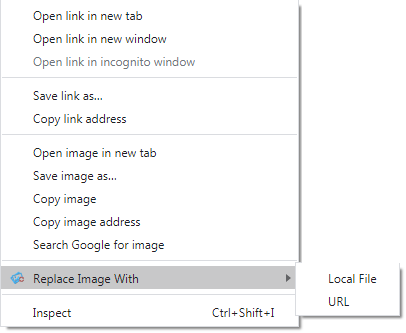 Open link in new tab
Open link in new window
Open link in incognito window
Save link as...
Copy link address
Open image in new tab
Save image as...
Copy image
Copy image address
Search Google for image
Replace Image With
Local File
URL
Inspect Ctrl+Shift+I